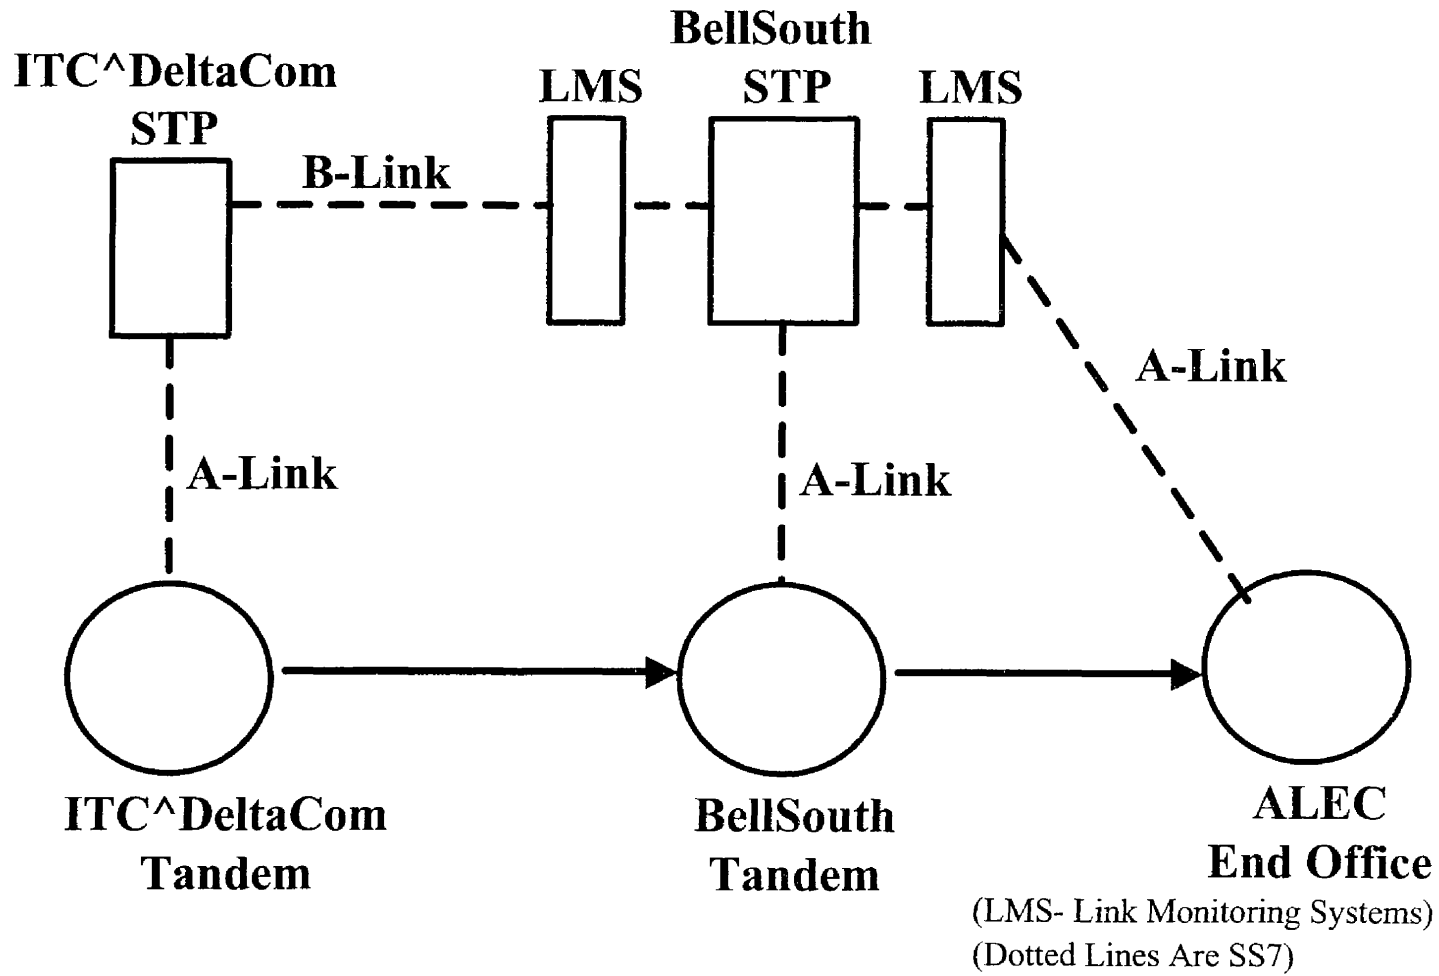 BellSouth
STP
ITC^DeltaCom
STP
LMS
LMS
B-Link
A-Link
A-Link
A-Link
ITC^DeltaCom
Tandem
BellSouth
Tandem
ALEC
End Office
(LMS- Link Monitoring Systems)
(Dotted Lines Are SS7)